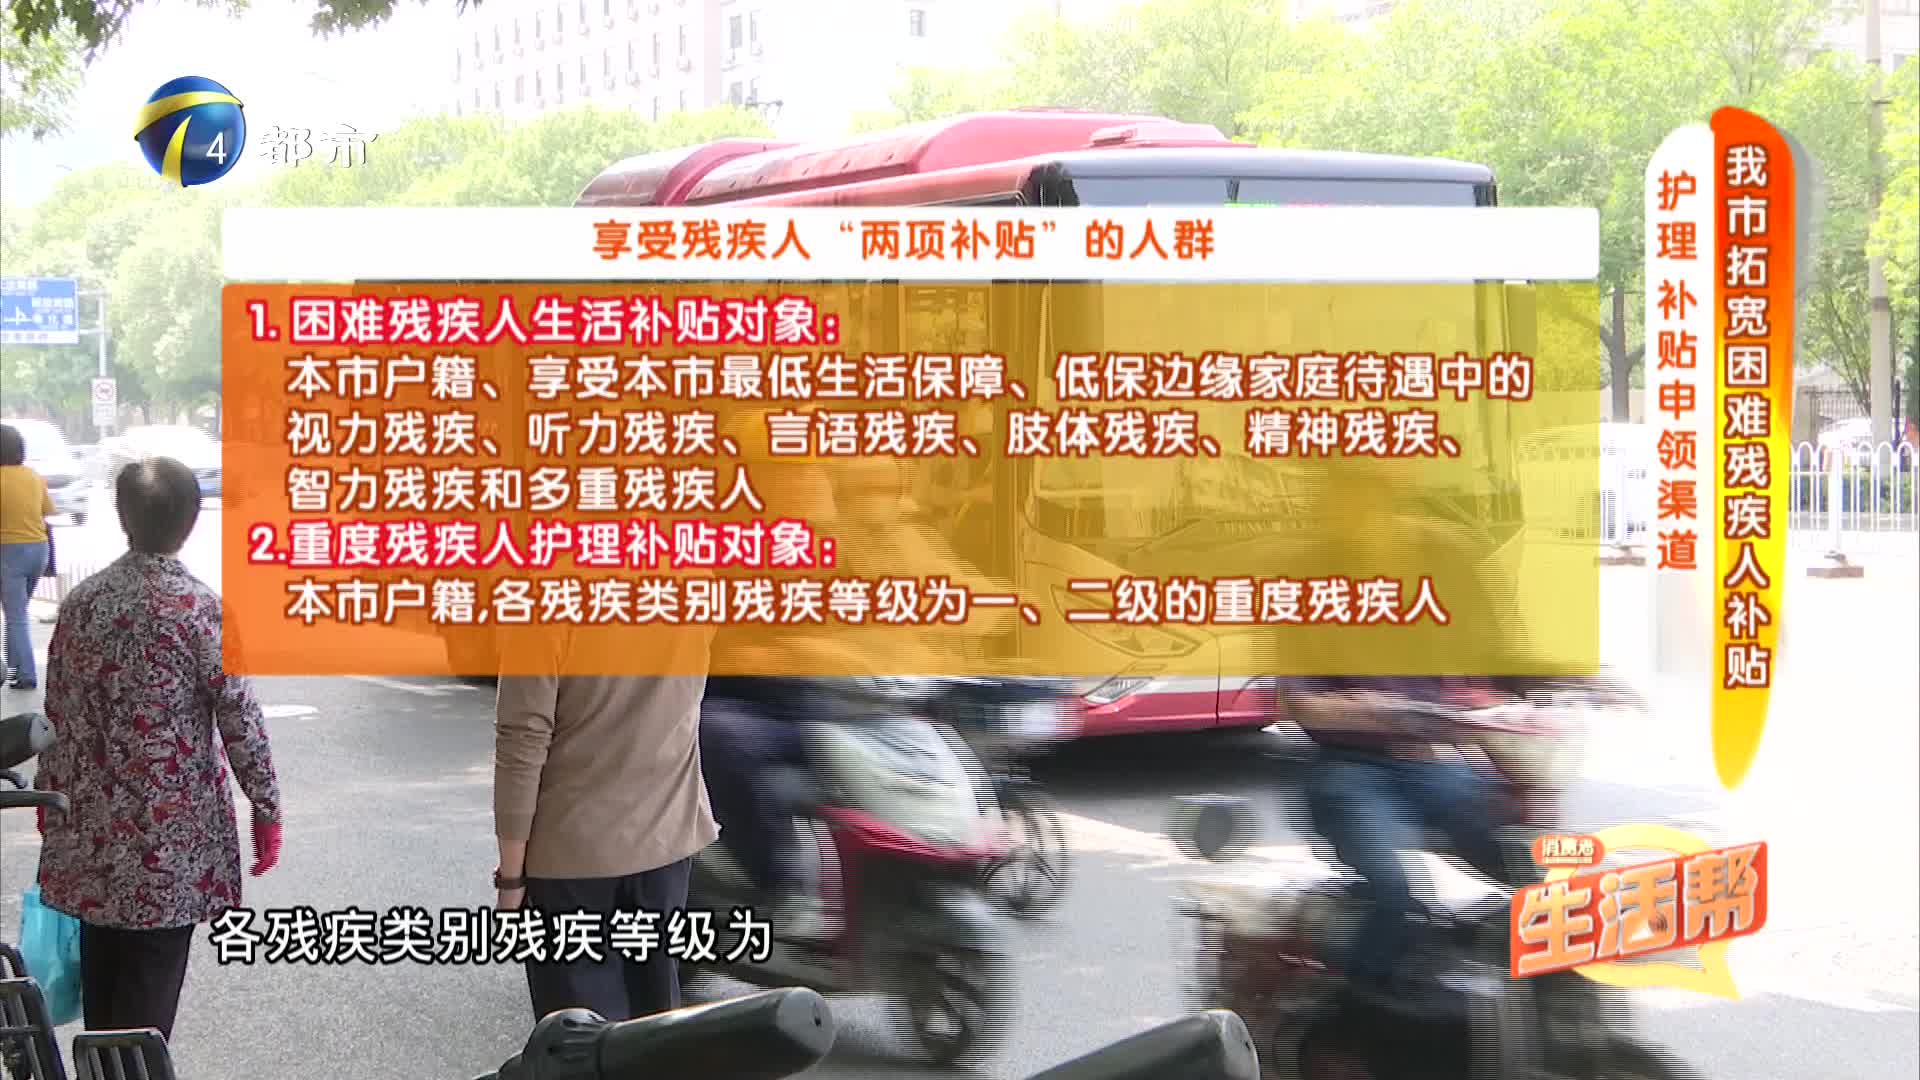 4 都市
享受残疾人“两项补贴”的人群
1.困难残疾人生活补贴对象：
本市户籍、享受本市最低生活保障、低保边缘家庭待遇中的
视力残疾、听力残疾、言语残疾、肢体残疾、精神残疾、
智力残疾和多重残疾人
2.重度残疾人护理补贴对象：
本市户籍,各残疾类别残疾等级为一、二级的重度残疾人
我市拓宽困难残疾人补贴
护理 补贴申领渠道
消费志
生活帮
各残疾类别残疾等级为